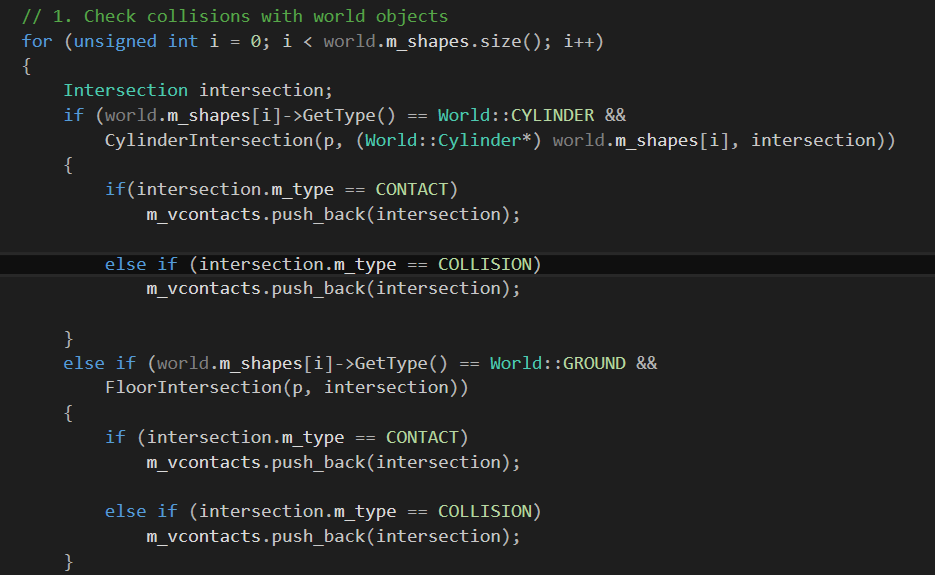 // 1. Check collisions with world objects
for (unsigned int i = 0; i < world.m_shapes.size(); i++)
{
    Intersection intersection;
    if (world.m_shapes[i]->GetType() == World::CYLINDER &&
        CylinderIntersection(p, (World::Cylinder*) world.m_shapes[i], intersection))
    {
        if(intersection.m_type == CONTACT)
            m_vcontacts.push_back(intersection);

        else if (intersection.m_type == COLLISION)
            m_vcontacts.push_back(intersection);

    }
    else if (world.m_shapes[i]->GetType() == World::GROUND &&
        FloorIntersection(p, intersection))
    {
        if (intersection.m_type == CONTACT)
            m_vcontacts.push_back(intersection);

        else if (intersection.m_type == COLLISION)
            m_vcontacts.push_back(intersection);
    }